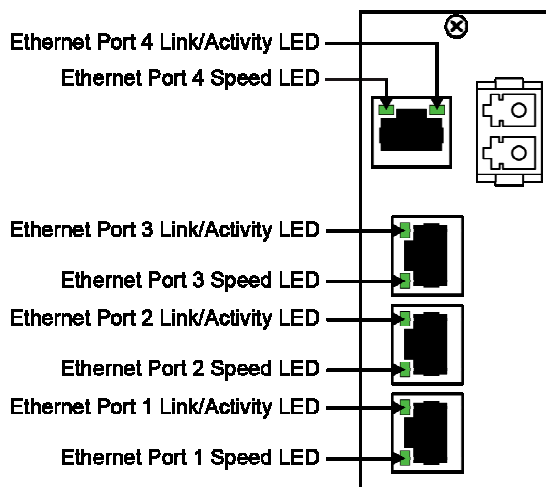 Ethernet Port 4 Link/Activity LED
Ethernet Port 4 Speed LED
Ethernet Port 3 Link/Activity LED
Ethernet Port 3 Speed LED
Ethernet Port 2 Link/Activity LED
Ethernet Port 2 Speed LED
Ethernet Port 1 Link/Activity LED
Ethernet Port 1 Speed LED